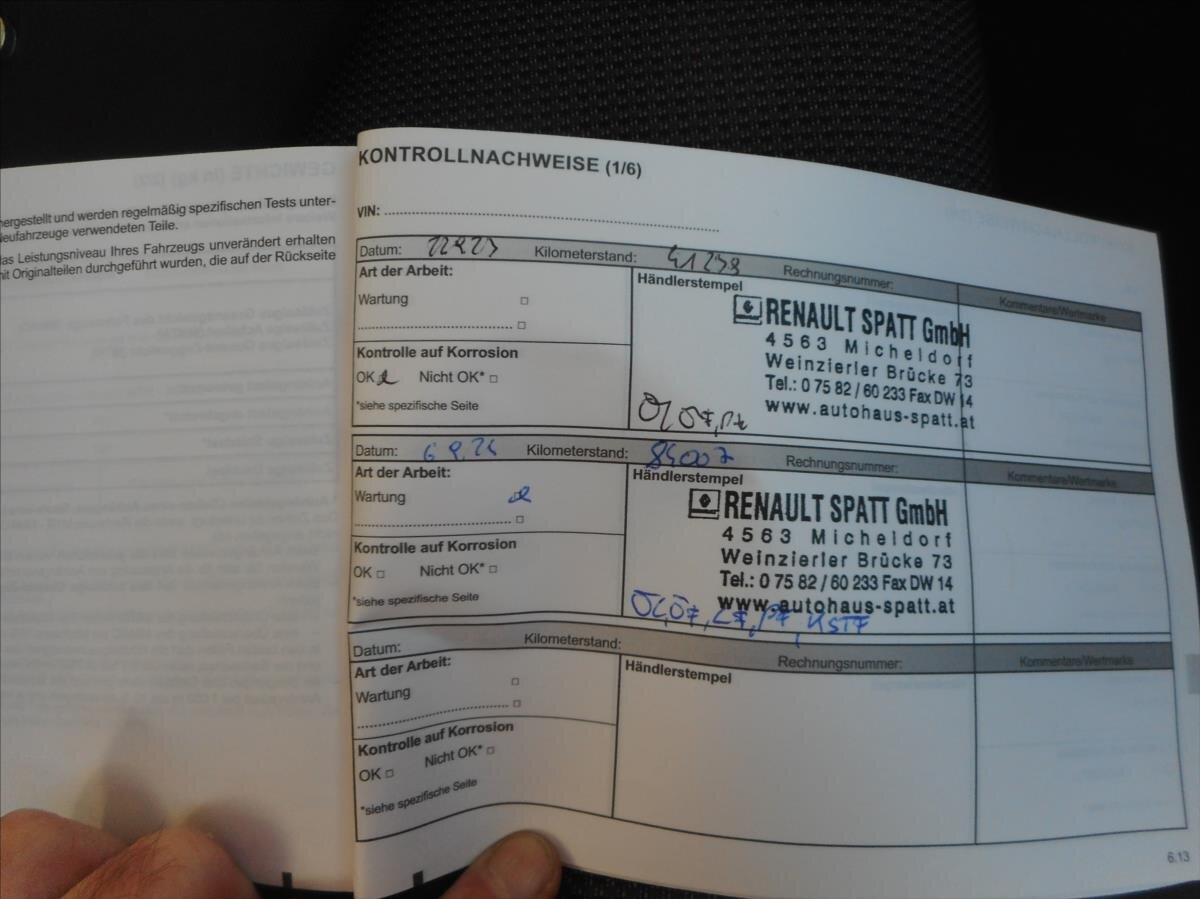 hergestellt und werden regelmäßig spezifischen Tests unter-
Neufahrzeuge verwendeten Teile.
das Leistungsniveau Ihres Fahrzeugs unverändert erhalten
mit Originalteilen durchgeführt wurden, die auf der Rückseite
KONTROLLNACHWEISE (1/6)
VIN:
Datum: Kilometerstand: 41298 Rechnungsnummer: Kommentare/Wertmarke
Art der Arbeit:
Wartung
Kontrolle auf Korrosion
OK Nicht OK*
*siehe spezifische Seite
Händlerstempel
RENAULT SPATT GmbH
4563 Micheldorf
Weinzierler Brücke 73
Tel.: 0 75 82 / 60 233 Fax DW 14
www.autohaus-spatt.at
Datum: Kilometerstand: Rechnungsnummer: Kommentare/Wertmarke
Art der Arbeit:
Wartung
Kontrolle auf Korrosion
OK Nicht OK*
*siehe spezifische Seite
Händlerstempel
RENAULT SPATT GmbH
4563 Micheldorf
Weinzierler Brücke 73
Tel.: 0 75 82 / 60 233 Fax DW 14
www.autohaus-spatt.at
Datum: Kilometerstand: Rechnungsnummer: Kommentare/Wertmarke
Art der Arbeit:
Wartung
Kontrolle auf Korrosion
OK Nicht OK*
*siehe spezifische Seite
Händlerstempel
6.13